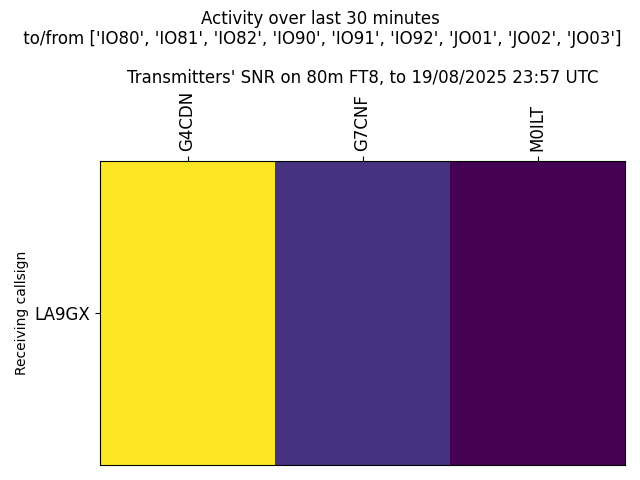 Activity over last 30 minutes
to/from ['IO80', 'IO81', 'IO82', 'IO90', 'IO91', 'IO92', 'JO01', 'JO02', 'JO03']
Transmitters' SNR on 80m FT8, to 19/08/2025 23:57 UTC
G4CDN
G7CNF
M0ILT
Receiving callsign
LA9GX